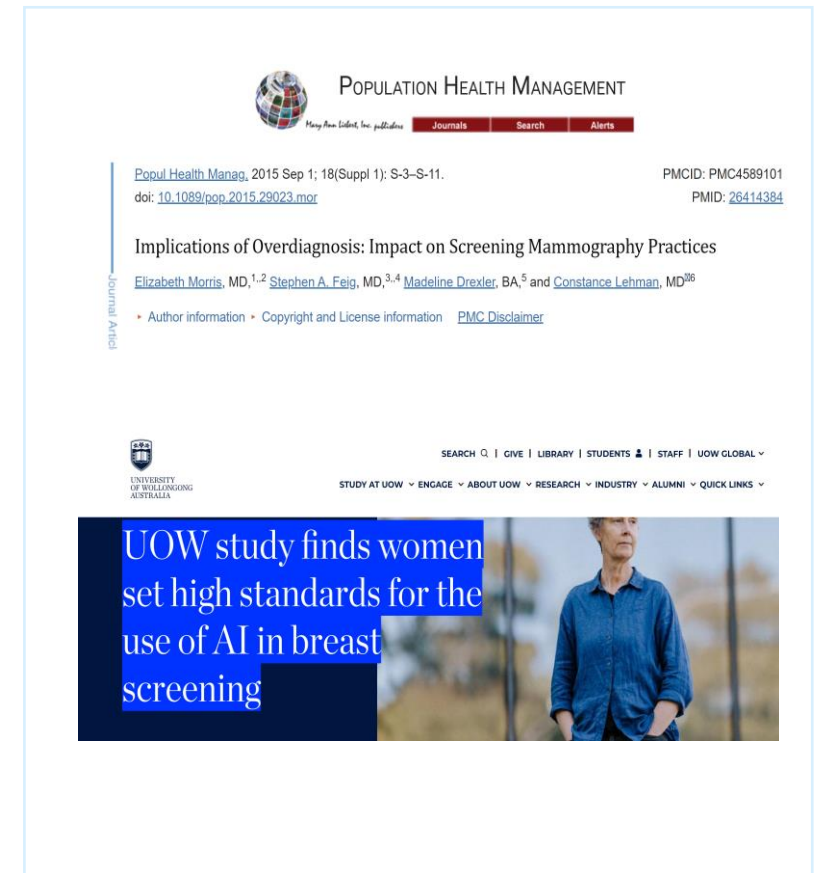 POPULATION HEALTH MANAGEMENT
Mary Ann Liebert, Inc. publishers Journals Search Alerts
Popul Health Manag. 2015 Sep 1; 18(Suppl 1): S-3–S-11. PMCID: PMC4589101
doi: 10.1089/pop.2015.29023.mor PMID: 26414384
Implications of Overdiagnosis: Impact on Screening Mammography Practices
Elizabeth Morris, MD,1,,2 Stephen A. Feig, MD,3,,4 Madeline Drexler, BA,5 and Constance Lehman, MD
Author information Copyright and License information PMC Disclaimer
Journal Articl
SEARCH | GIVE | LIBRARY | STUDENTS | STAFF | UOW GLOBAL
UNIVERSITY
OF WOLLONGONG
AUSTRALIA
STUDY AT UOW ENGAGE ABOUT UOW RESEARCH INDUSTRY ALUMNI QUICK LINKS
UOW study finds women
set high standards for the
use of AI in breast
screening